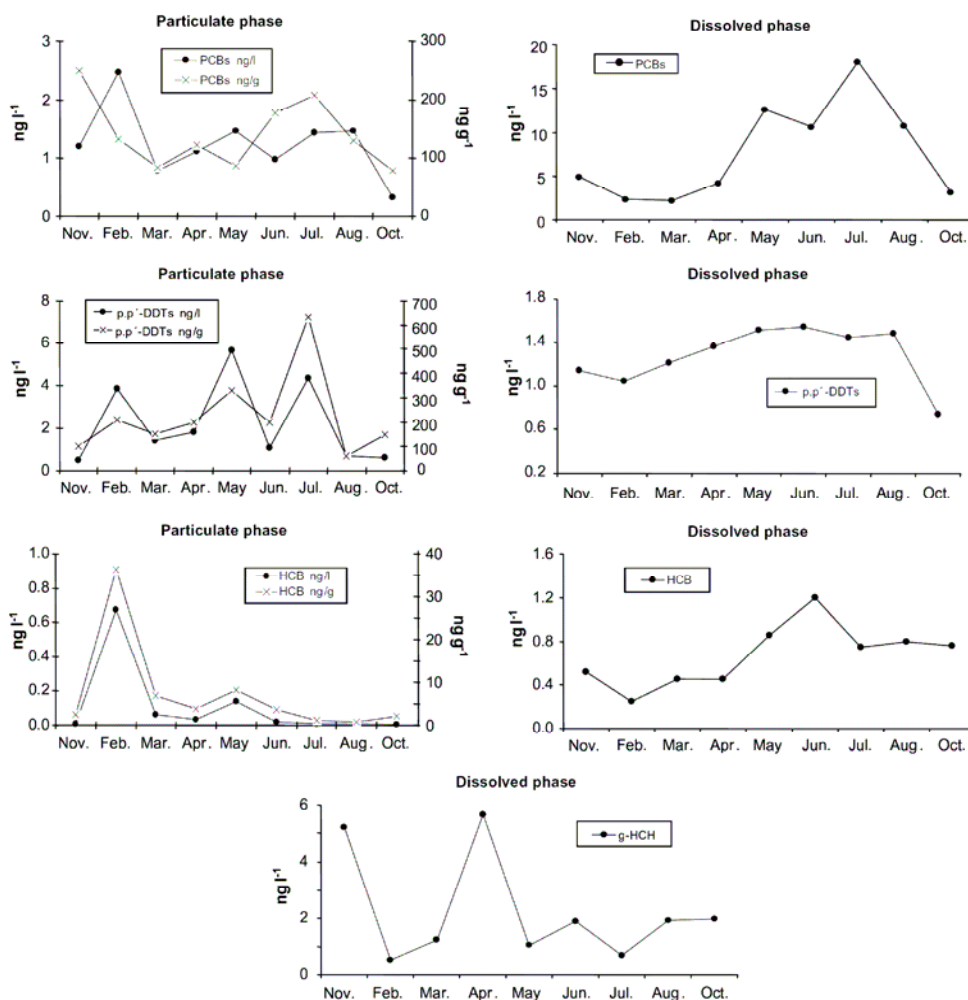 Particulate phase
3
2
1
0
ng l-1
PCBs ng/l
PCBs ng/g
300
200
100
0
ng g-1
Nov. Feb. Mar. Apr. May Jun. Jul. Aug. Oct.
Dissolved phase
20
15
10
5
0
ng l-1
PCBs
Nov. Feb. Mar. Apr. May Jun. Jul. Aug. Oct.
Particulate phase
8
6
4
2
0
ng l-1
p.p´-DDTs ng/l
p.p´-DDTs ng/g
700
600
500
400
300
200
100
0
ng g-1
Nov. Feb. Mar. Apr. May Jun. Jul. Aug. Oct.
Dissolved phase
1.8
1.4
1.0
0.6
0.2
ng l-1
p.p´-DDTs
Nov. Feb. Mar. Apr. May Jun. Jul. Aug. Oct.
Particulate phase
1.0
0.8
0.6
0.4
0.2
0.0
ng l-1
HCB ng/l
HCB ng/g
40
30
20
10
0
ng g-1
Nov. Feb. Mar. Apr. May Jun. Jul. Aug. Oct.
Dissolved phase
1.6
1.2
0.8
0.4
0.0
ng l-1
HCB
Nov. Feb. Mar. Apr. May Jun. Jul. Aug. Oct.
Dissolved phase
6
4
2
0
ng l-1
g-HCH
Nov. Feb. Mar. Apr May Jun. Jul. Aug. Oct.